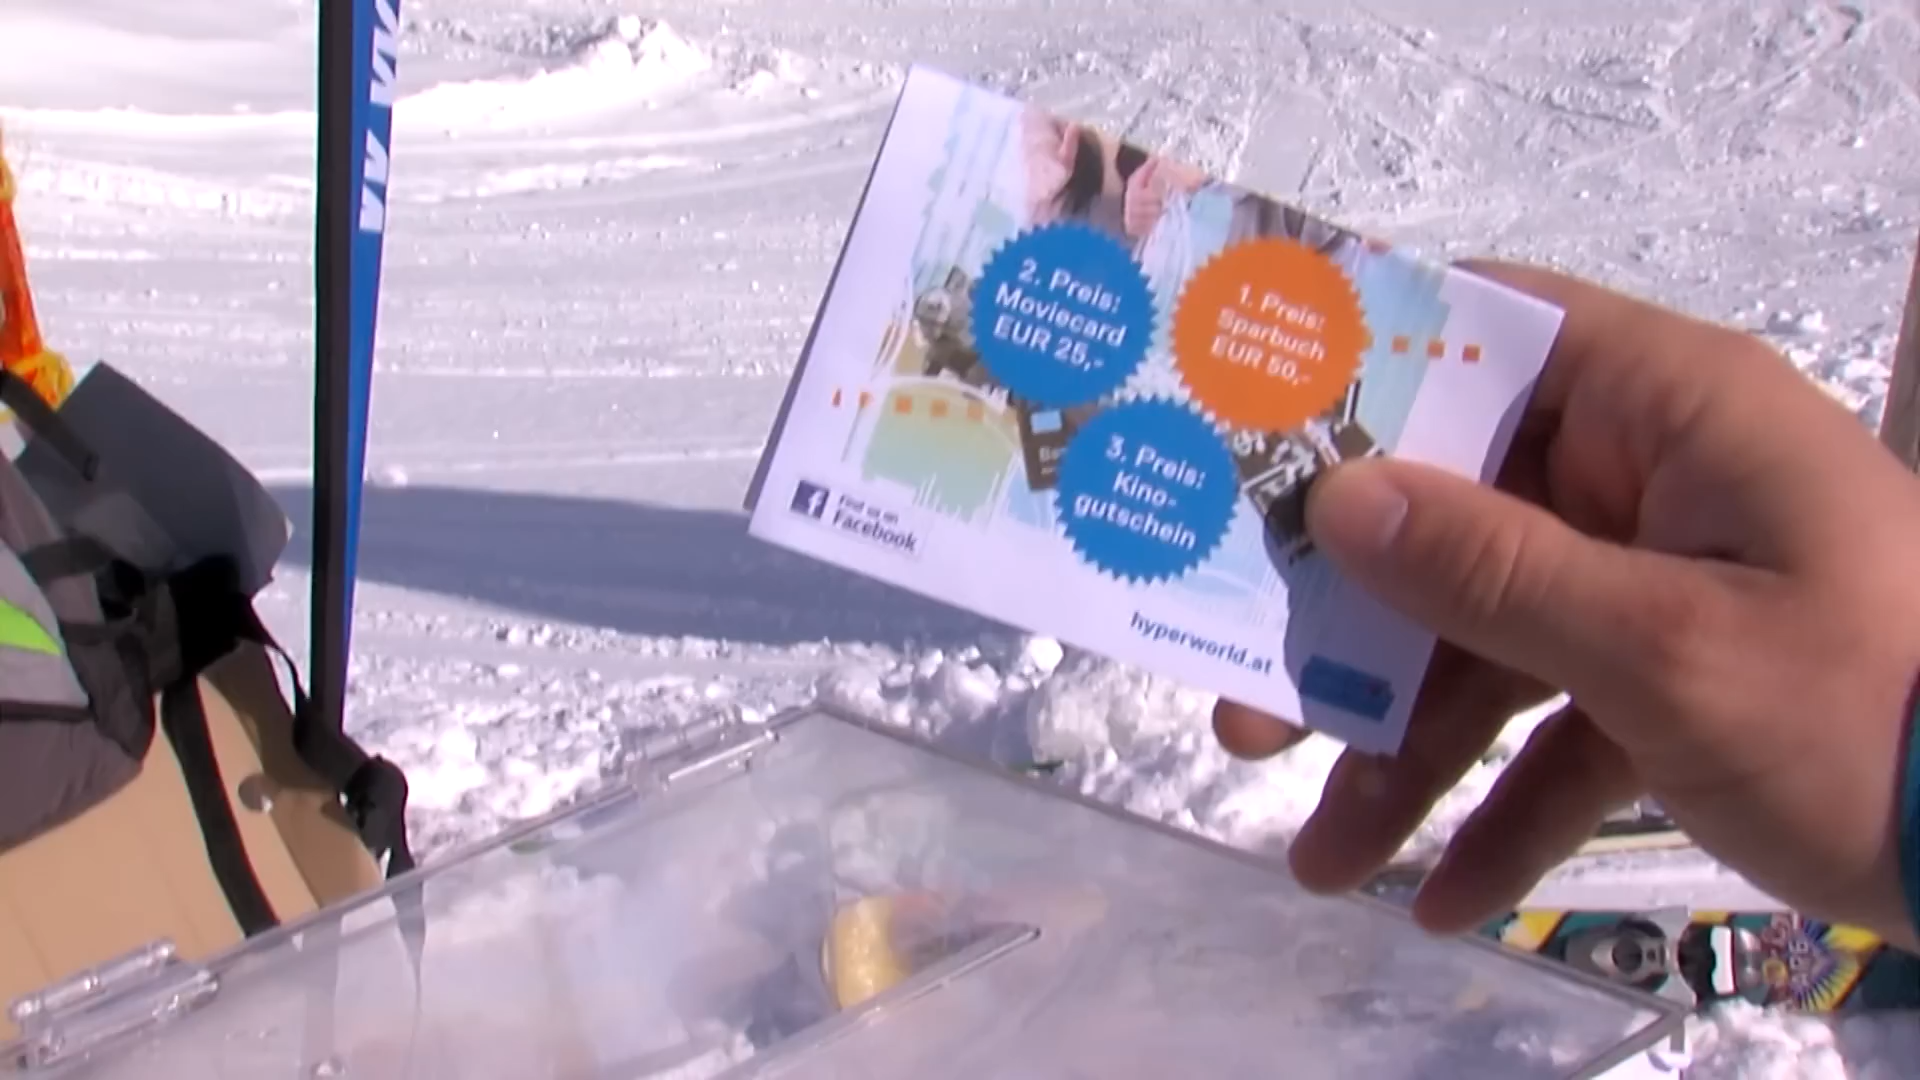 2. Preis:
Moviecard
EUR 25,-
1. Preis:
Sparbuch
EUR 50,-
3. Preis:
Kino-
gutschein
f
Find us on
Facebook
hyperworld.at